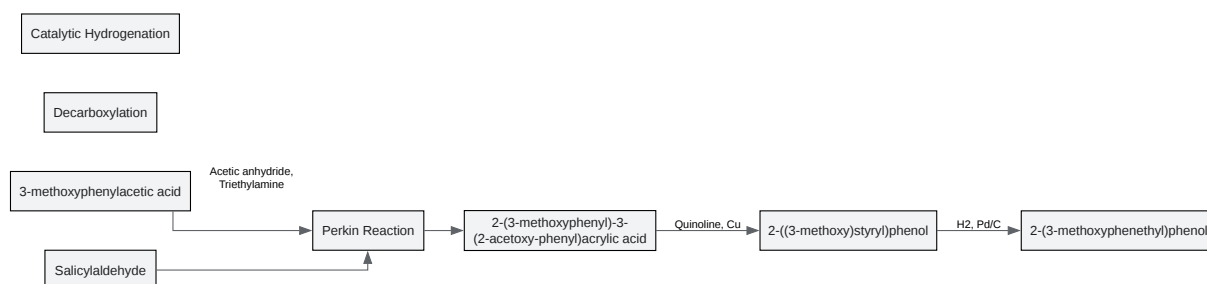 Catalytic Hydrogenation
Decarboxylation
3-methoxyphenylacetic acid
Acetic anhydride,
Triethylamine
Perkin Reaction
2-(3-methoxyphenyl)-3-
(2-acetoxy-phenyl)acrylic acid
Quinoline, Cu
2-((3-methoxy)styryl)phenol
H2, Pd/C
2-(3-methoxyphenethyl)phenol
Salicylaldehyde